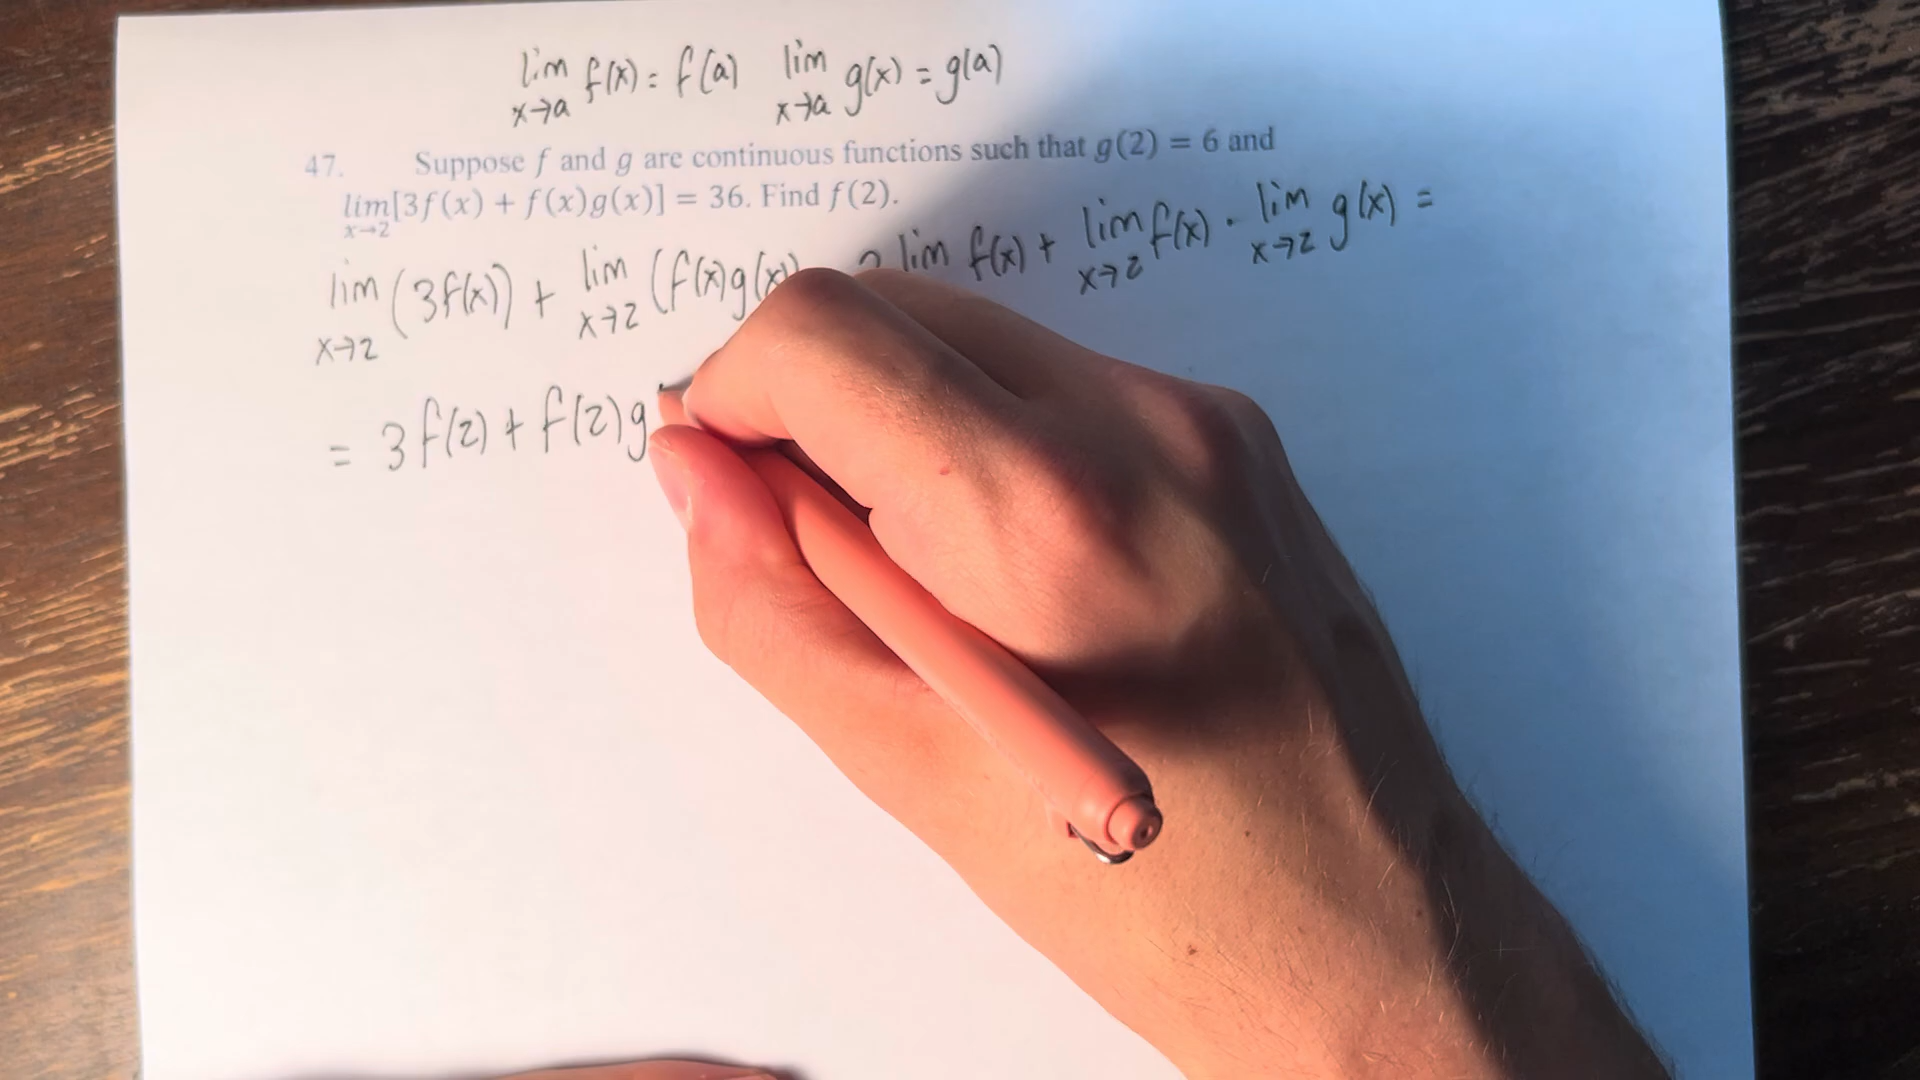 lim f(x) = f(a) lim g(x) = g(a)
x→a x→a
47. Suppose f and g are continuous functions such that g(2) = 6 and
lim[3f(x) + f(x)g(x)] = 36. Find f(2).
x→2
lim (3f(x)) + lim (f(x)g(x)) lim f(x) + lim f(x) · lim g(x) =
x→2 x→2 x→2 x→2
= 3f(2) + f(2)g